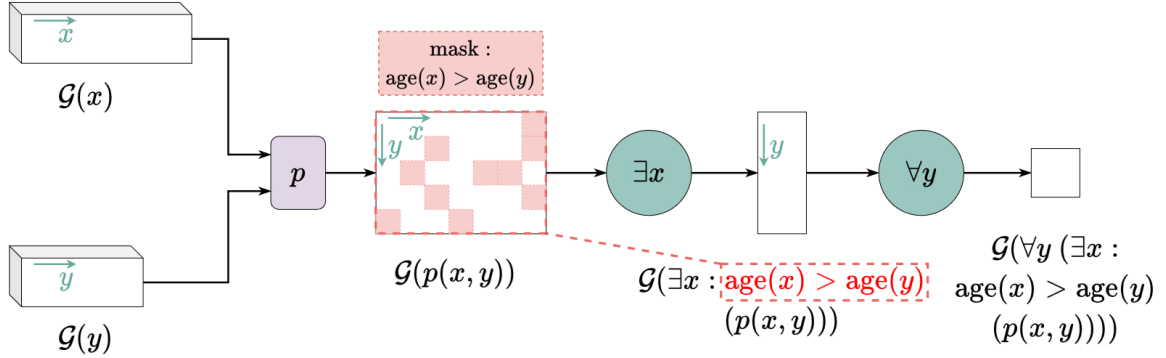 x
𝒢(x)
mask :
age(x) > age(y)
x
y
p
∃x
y
∀y
y
𝒢(y)
𝒢(p(x, y))
𝒢(∃x : age(x) > age(y)
(p(x, y)))
𝒢(∀y (∃x :
age(x) > age(y)
(p(x, y))))